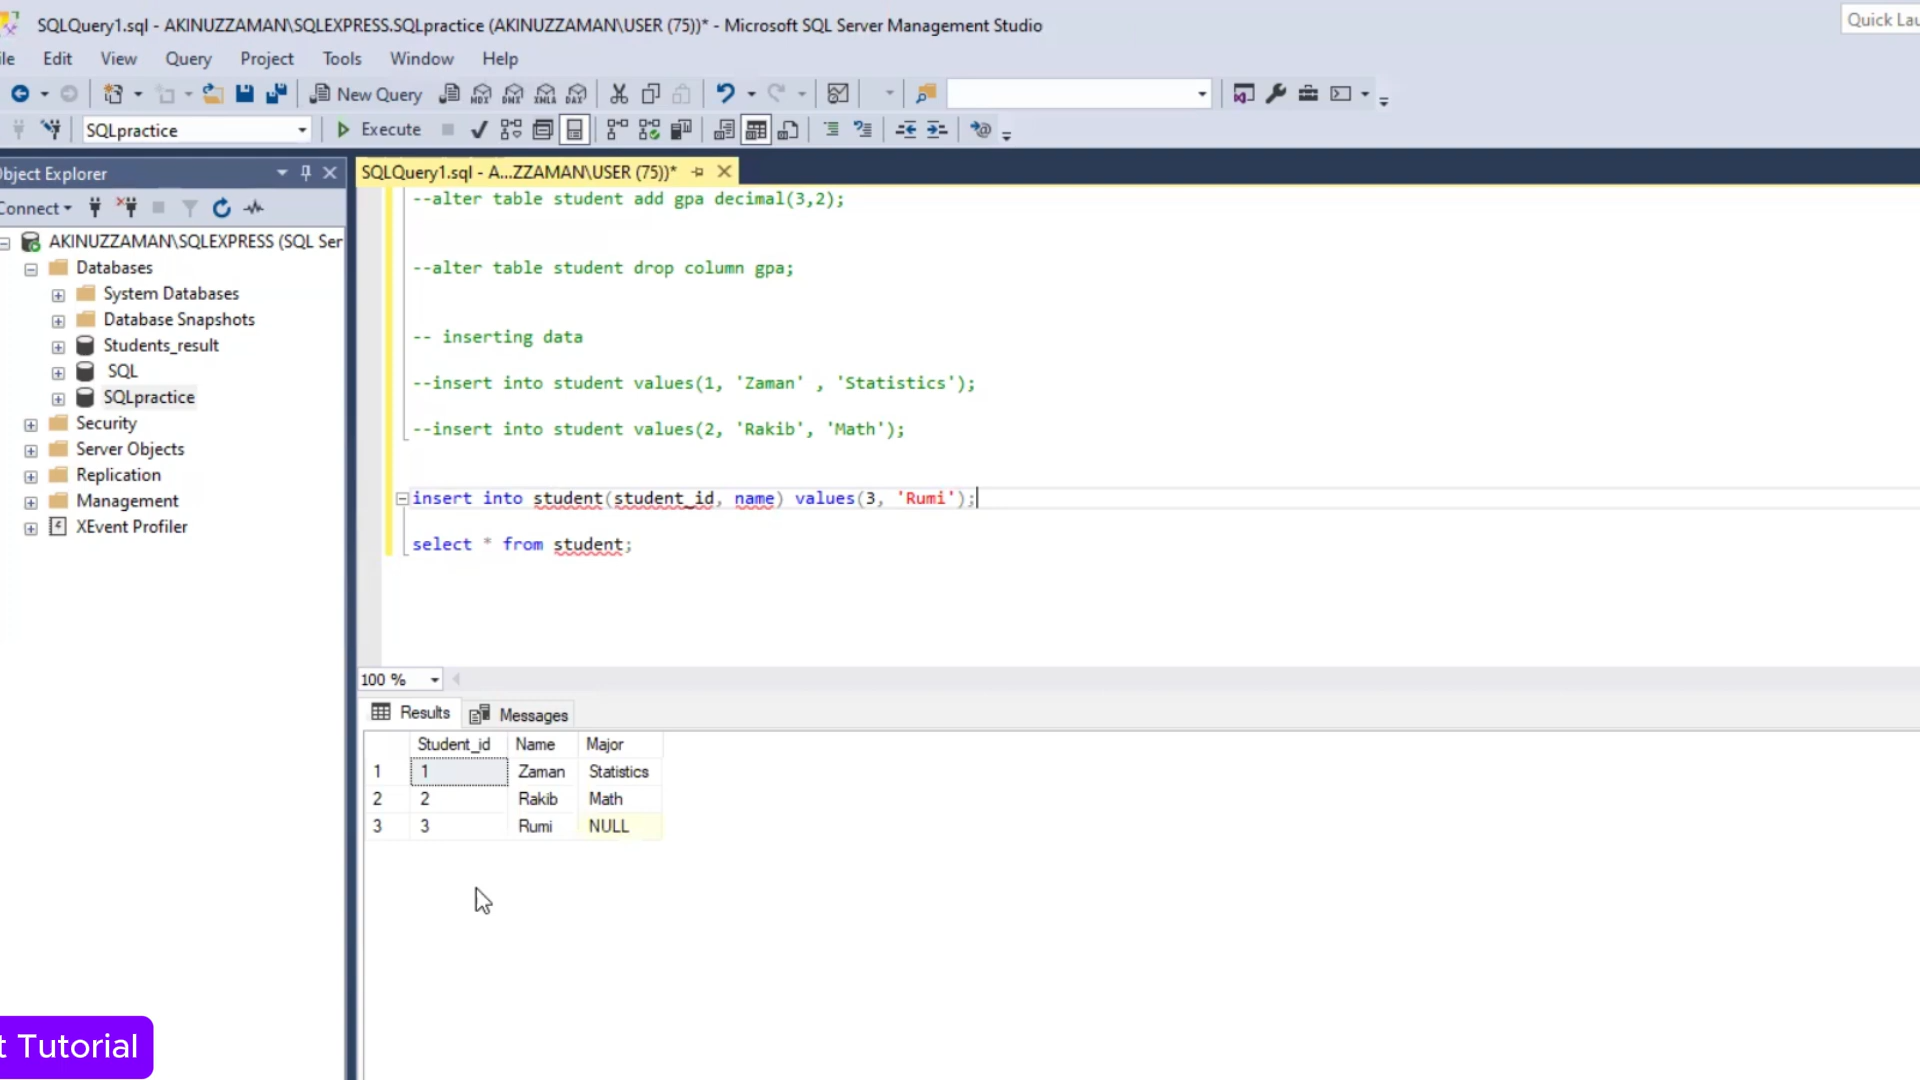 SQLQuery1.sql - AKINUZZAMAN\SQLEXPRESS.SQLpractice (AKINUZZAMAN\USER (75))* - Microsoft SQL Server Management Studio
Quick Lau
ile Edit View Query Project Tools Window Help
New Query MDX DMX XMLA DAX
SQLpractice Execute
Object Explorer
SQLQuery1.sql - A...ZZAMAN\USER (75))*
Connect
AKINUZZAMAN\SQLEXPRESS (SQL Ser
Databases
System Databases
Database Snapshots
Students_result
SQL
SQLpractice
Security
Server Objects
Replication
Management
XEvent Profiler
--alter table student add gpa decimal(3,2);
--alter table student drop column gpa;
-- inserting data
--insert into student values(1, 'Zaman' , 'Statistics');
--insert into student values(2, 'Rakib', 'Math');
insert into student(student_id, name) values(3, 'Rumi');
select * from student;
100 %
Results Messages
Student_id Name Major
1 1 Zaman Statistics
2 2 Rakib Math
3 3 Rumi NULL
t Tutorial